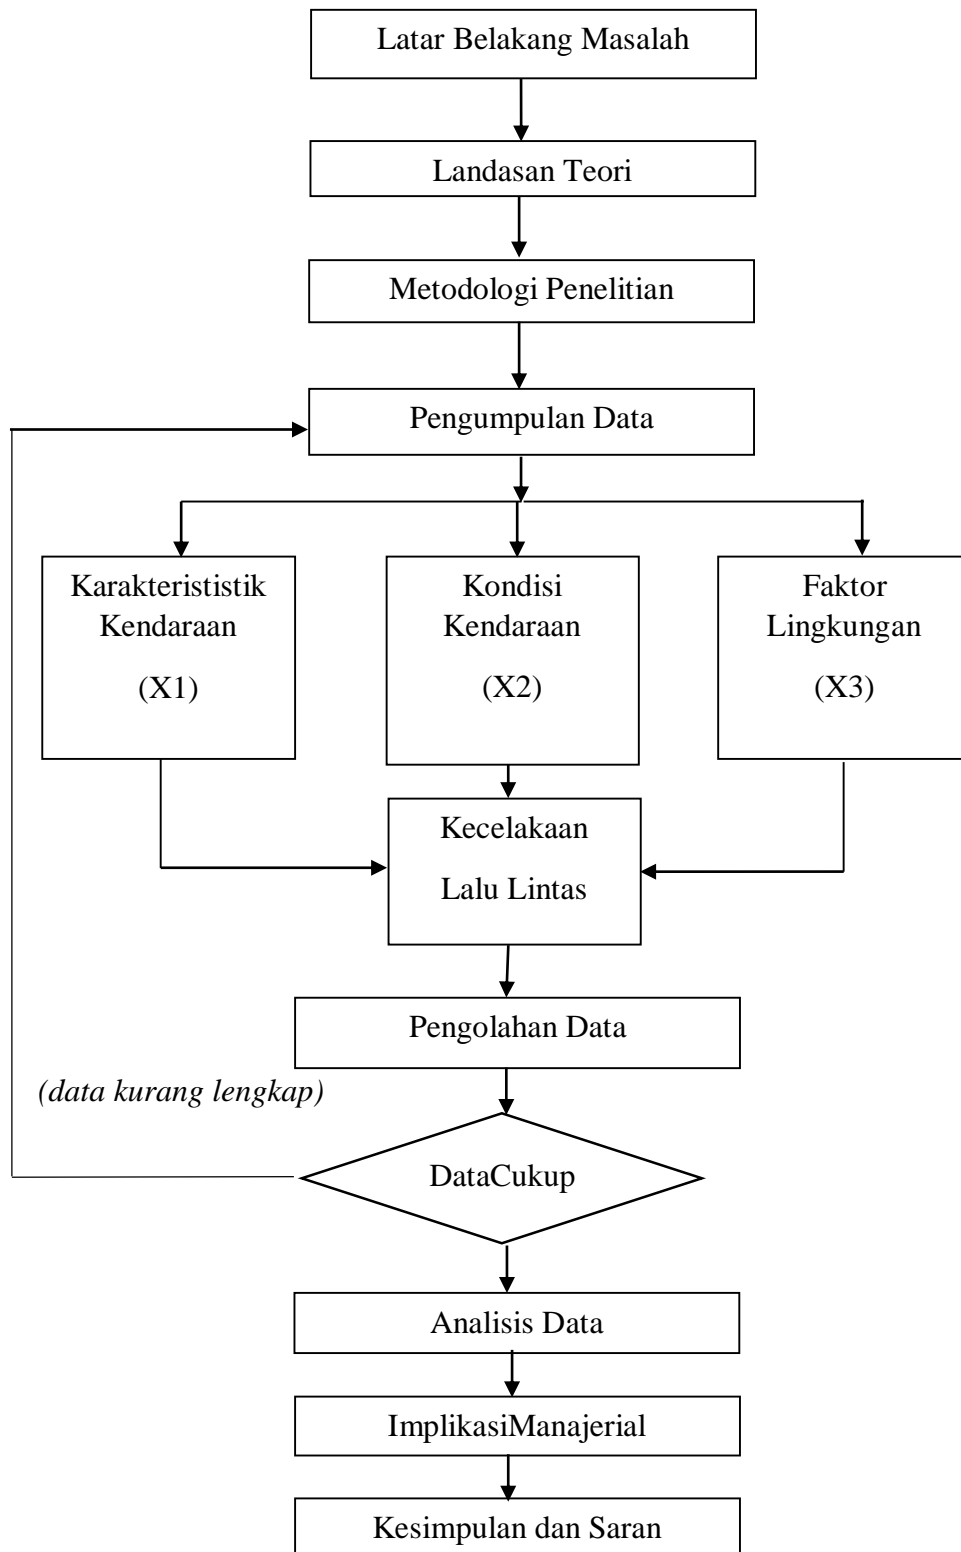 Latar Belakang Masalah
Landasan Teori
Metodologi Penelitian
Pengumpulan Data
Karakterististik
Kendaraan
(X1)
Kondisi
Kendaraan
(X2)
Faktor
Lingkungan
(X3)
Kecelakaan
Lalu Lintas
Pengolahan Data
(data kurang lengkap)
DataCukup
Analisis Data
ImplikasiManajerial
Kesimpulan dan Saran